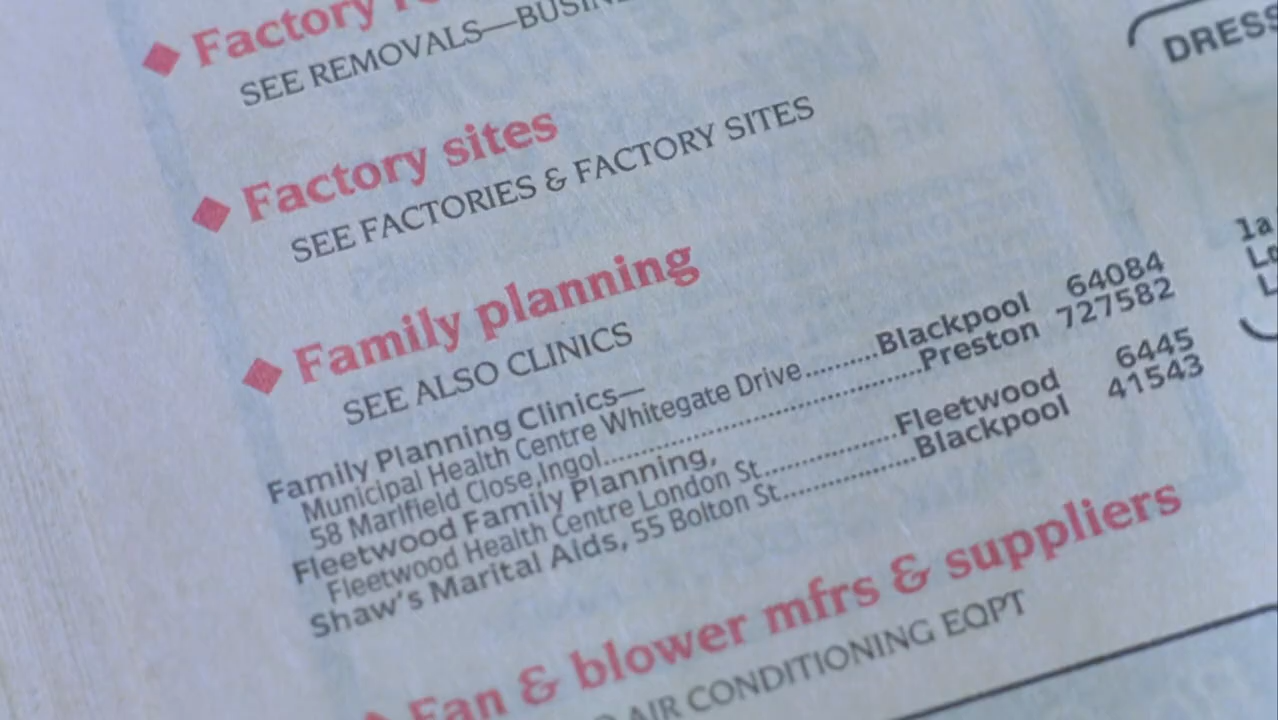 Factory
SEE REMOVALS—BUSIN
Factory sites
SEE FACTORIES & FACTORY SITES
Family planning
SEE ALSO CLINICS
Family Planning Clinics—
Municipal Health Centre Whitegate Drive..........Blackpool 64084
58 Marlfield Close,Ingol......................................Preston 727582
Fleetwood Family Planning,
Fleetwood Health Centre London St................Fleetwood 6445
Shaw's Marital Aids, 55 Bolton St................Blackpool 41543
Fan & blower mfrs & suppliers
AIR CONDITIONING EQPT
DRESS
1a